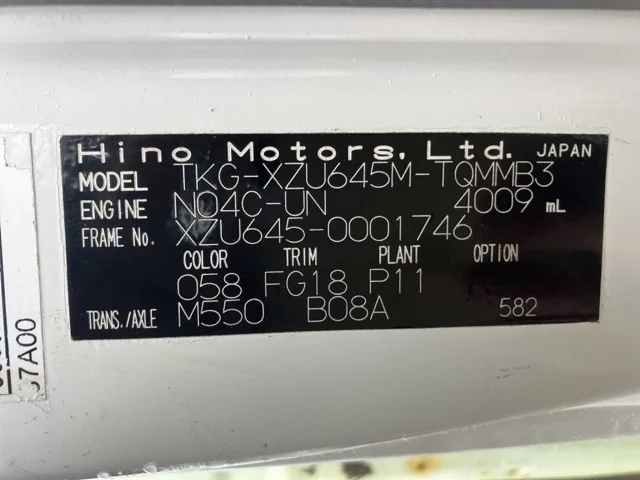 Hino Motors, Ltd. JAPAN
MODEL TKG-XZU645M-TQMMB3
ENGINE N04C-UN 4009 mL
FRAME No. XZU645-0001746
COLOR TRIM PLANT OPTION
058 FG18 P11
TRANS./AXLE M550 B08A 582
37A00